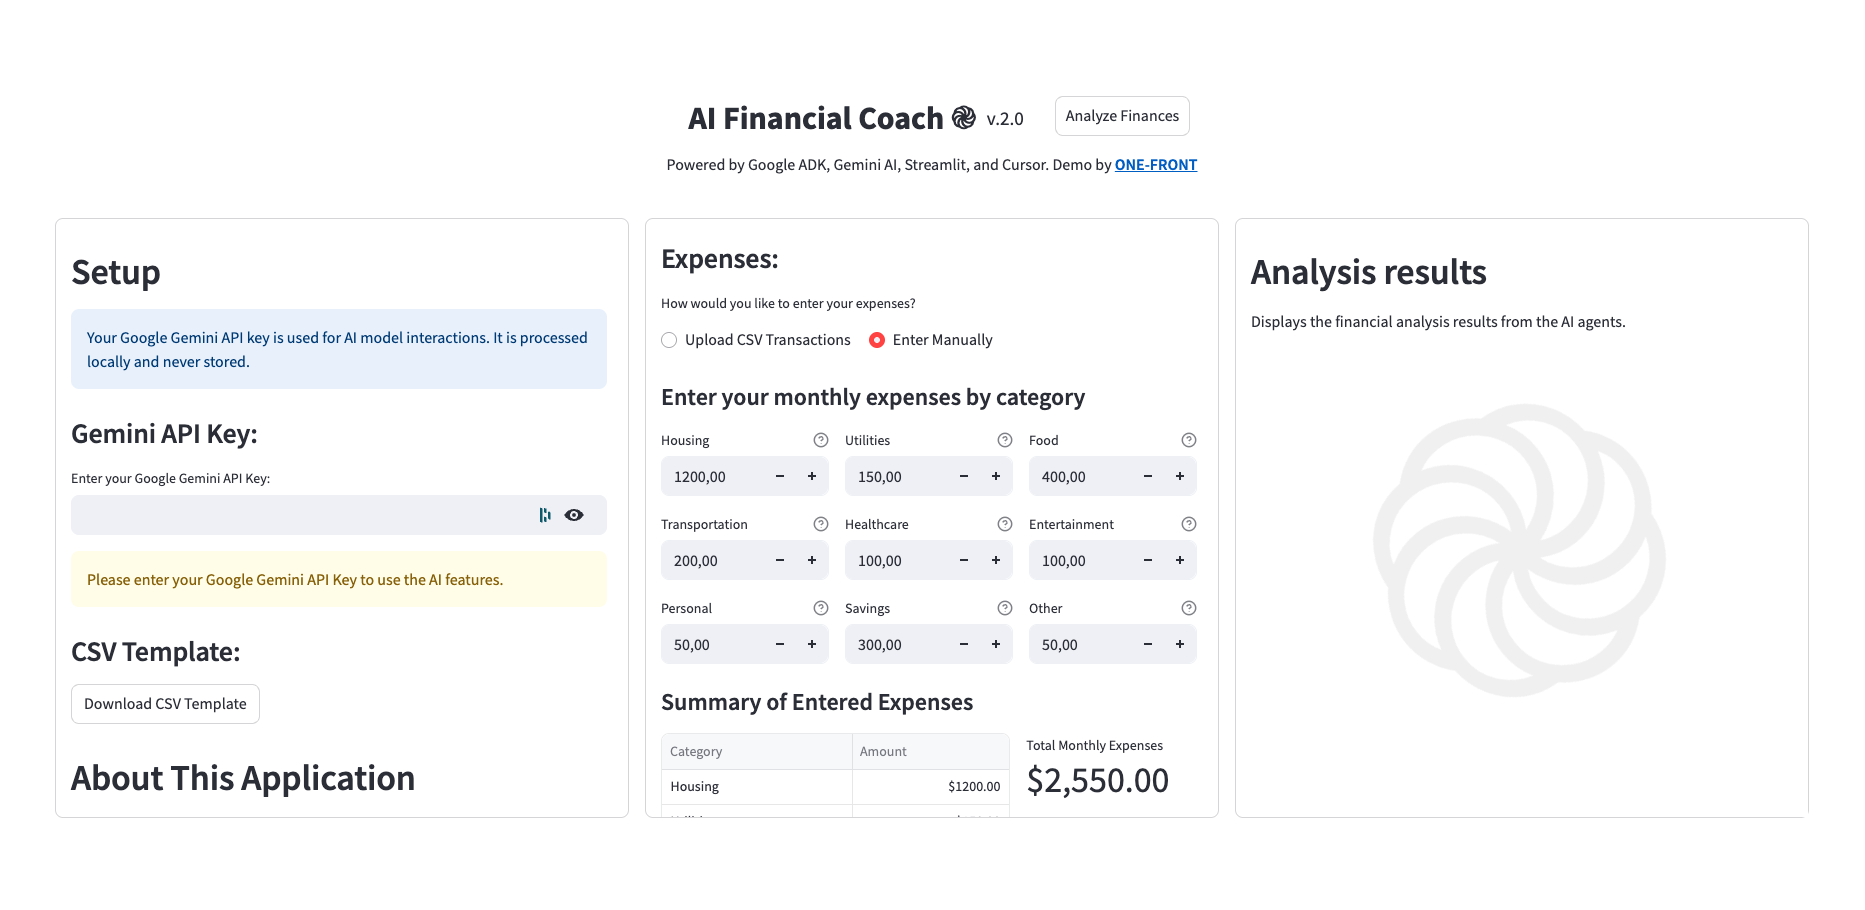 AI Financial Coach v.2.0
Analyze Finances
Powered by Google ADK, Gemini AI, Streamlit, and Cursor. Demo by ONE-FRONT
Setup
Your Google Gemini API key is used for AI model interactions. It is processed
locally and never stored.
Gemini API Key:
Enter your Google Gemini API Key:
Please enter your Google Gemini API Key to use the AI features.
CSV Template:
Download CSV Template
About This Application
Expenses:
How would you like to enter your expenses?
Upload CSV Transactions Enter Manually
Enter your monthly expenses by category
Housing Utilities Food
1200,00 − + 150,00 − + 400,00 − +
Transportation Healthcare Entertainment
200,00 − + 100,00 − + 100,00 − +
Personal Savings Other
50,00 − + 300,00 − + 50,00 − +
Summary of Entered Expenses
Category Amount
Housing $1200.00
Total Monthly Expenses
$2,550.00
Analysis results
Displays the financial analysis results from the AI agents.